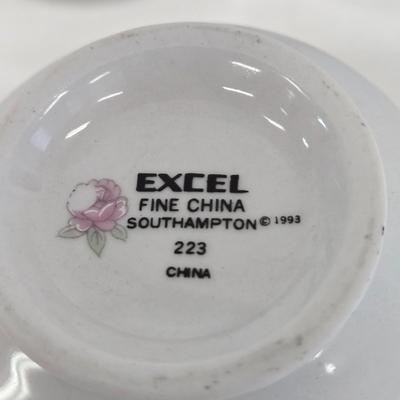 EXCEL
FINE CHINA
SOUTHAMPTON © 1993
223
CHINA